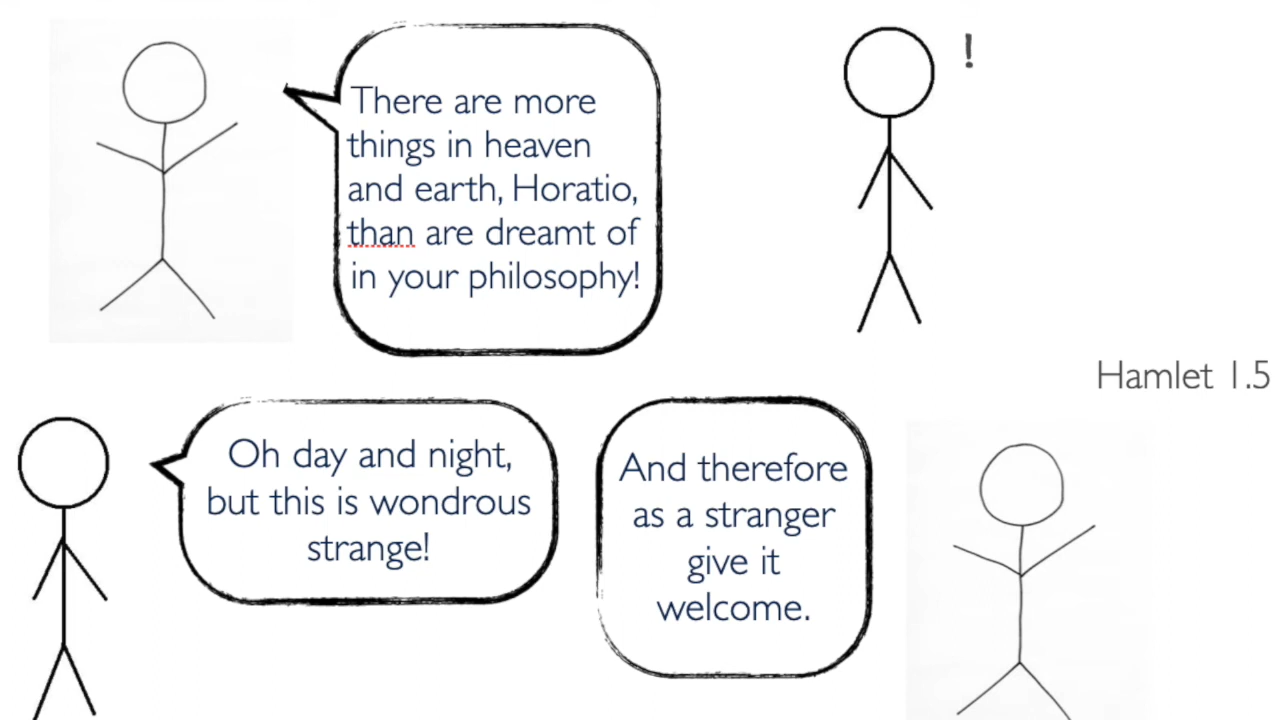 There are more
things in heaven
and earth, Horatio,
than are dreamt of
in your philosophy!
!
Hamlet 1.5
Oh day and night,
but this is wondrous
strange!
And therefore
as a stranger
give it
welcome.